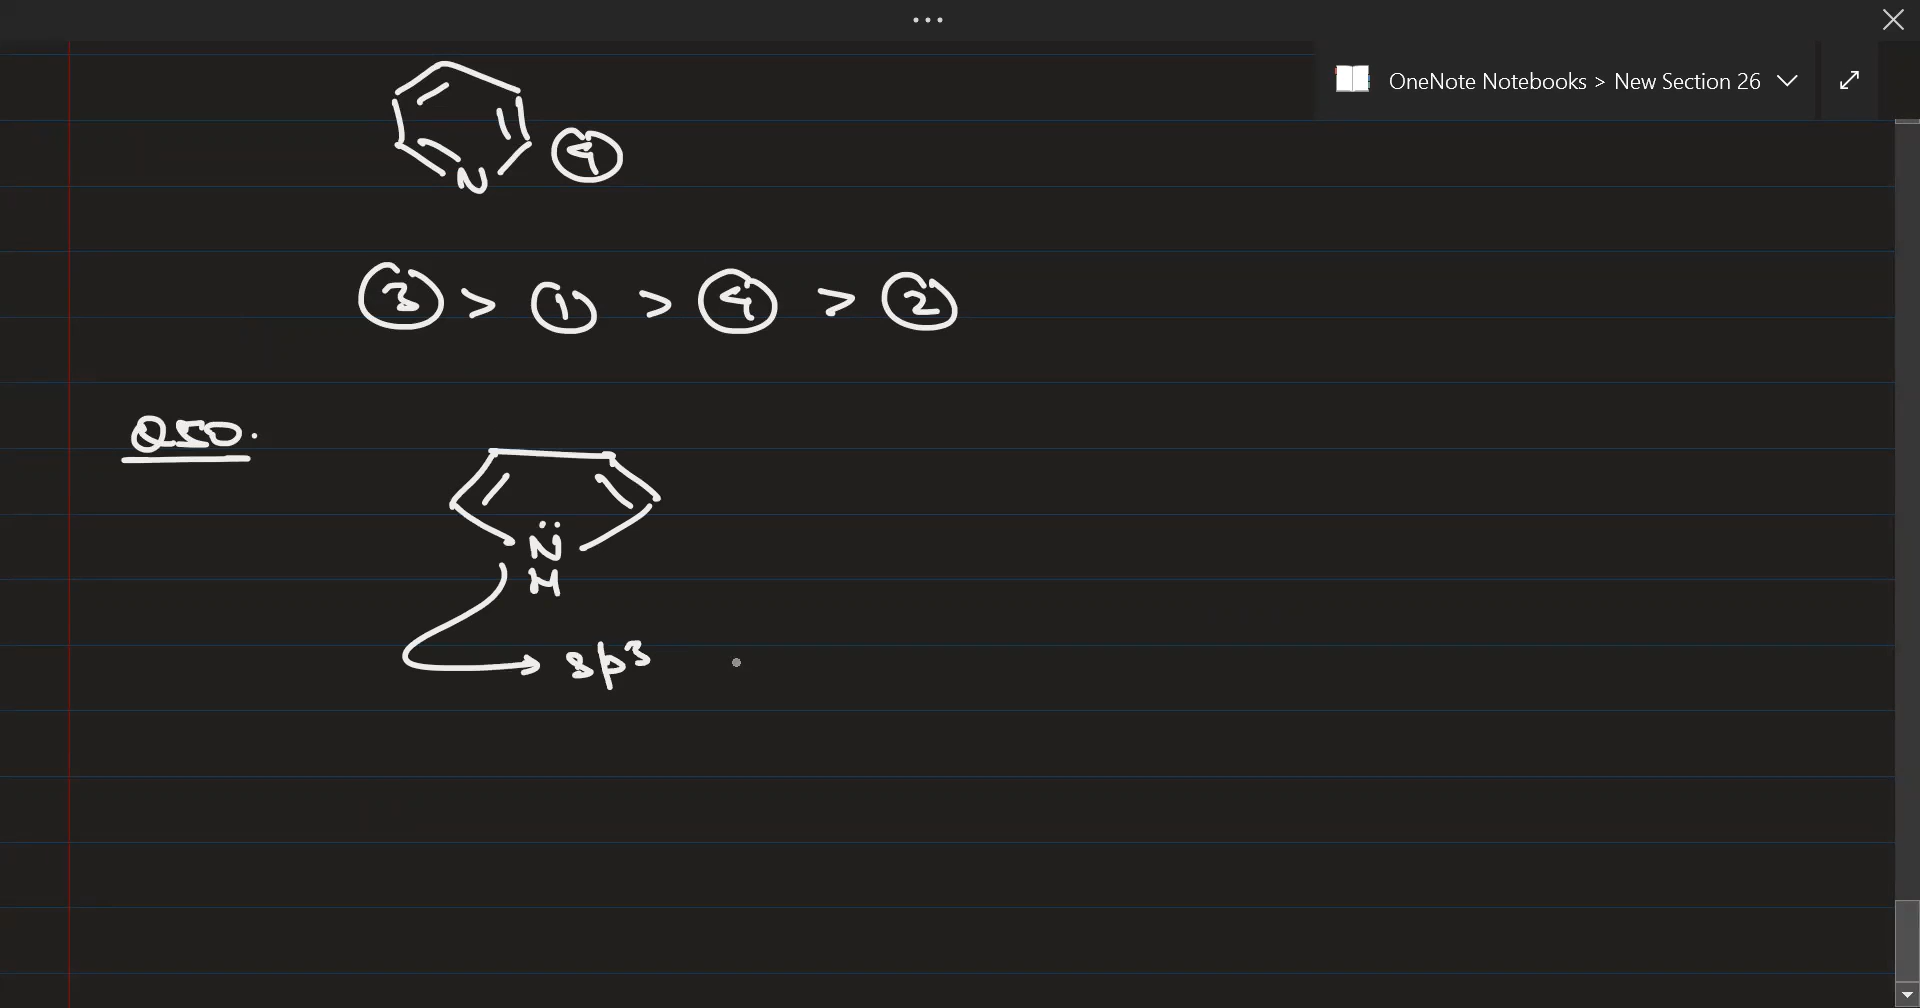 OneNote Notebooks > New Section 26
N
4
3 > 1 > 4 > 2
Q50.
N
H
sp3